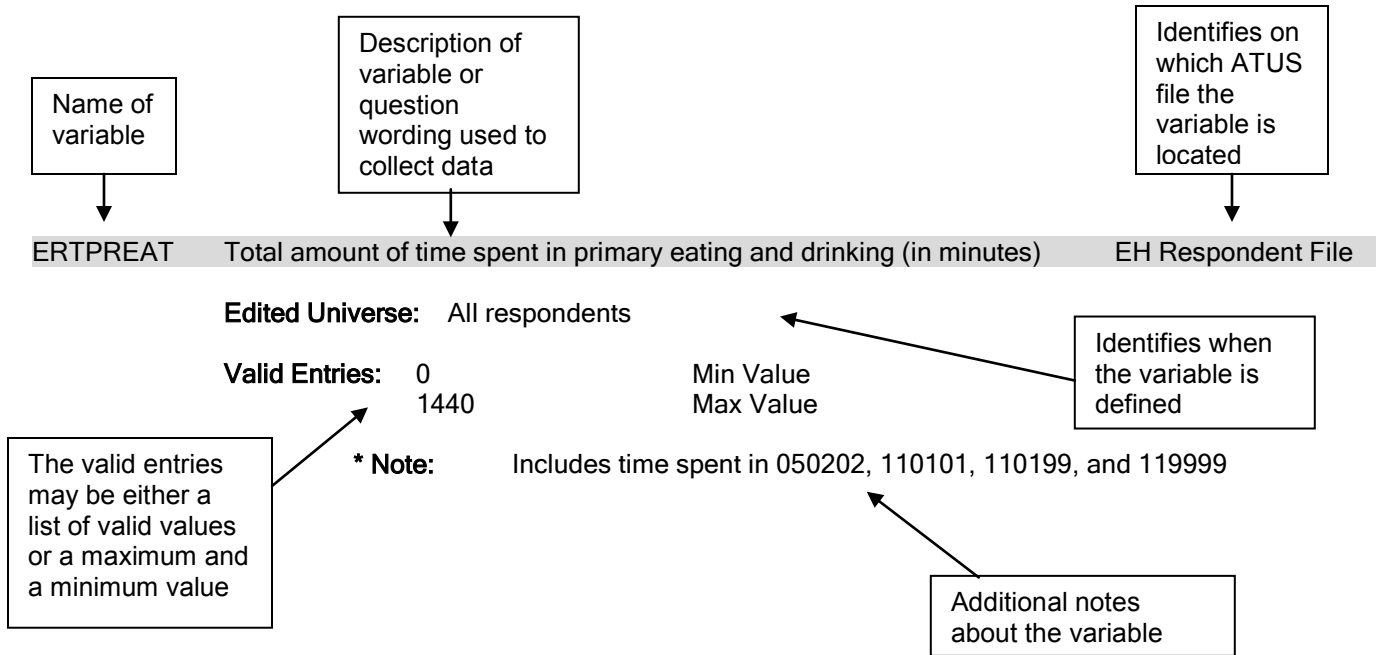 Name of
variable
Description of
variable or
question
wording used to
collect data
Identifies on
which ATUS
file the
variable is
located
ERTPREAT Total amount of time spent in primary eating and drinking (in minutes) EH Respondent File
Edited Universe: All respondents
Identifies when
the variable is
defined
Valid Entries: 0 Min Value
1440 Max Value
The valid entries
may be either a
list of valid values
or a maximum and
a minimum value
* Note: Includes time spent in 050202, 110101, 110199, and 119999
Additional notes
about the variable